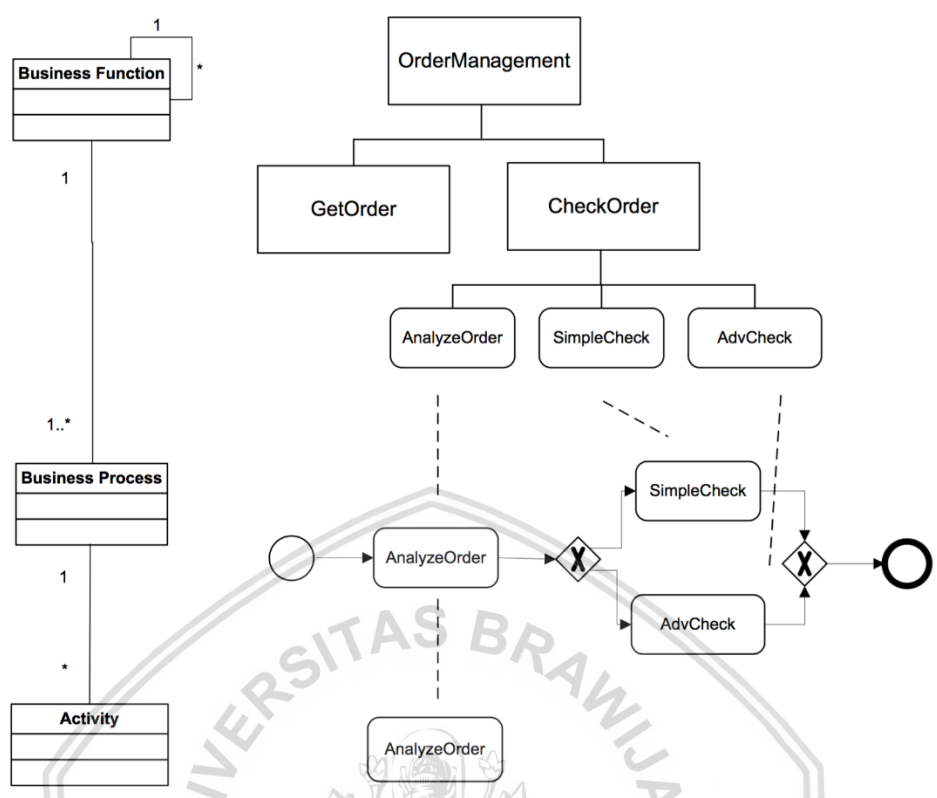 1
Business Function
*
1
1..*
Business Process
1
*
Activity
OrderManagement
GetOrder
CheckOrder
AnalyzeOrder
SimpleCheck
AdvCheck
SimpleCheck
AnalyzeOrder
X
X
AdvCheck
AnalyzeOrder